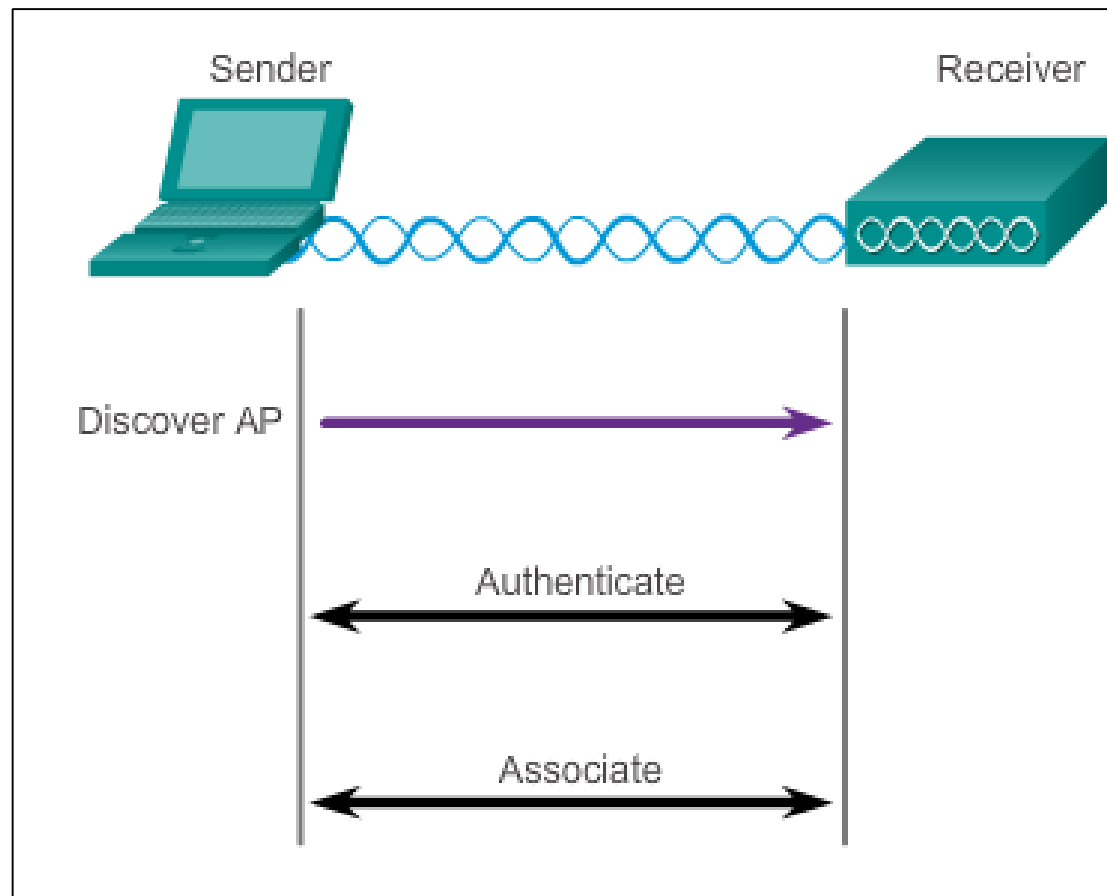 Sender
Receiver
Discover AP
Authenticate
Associate